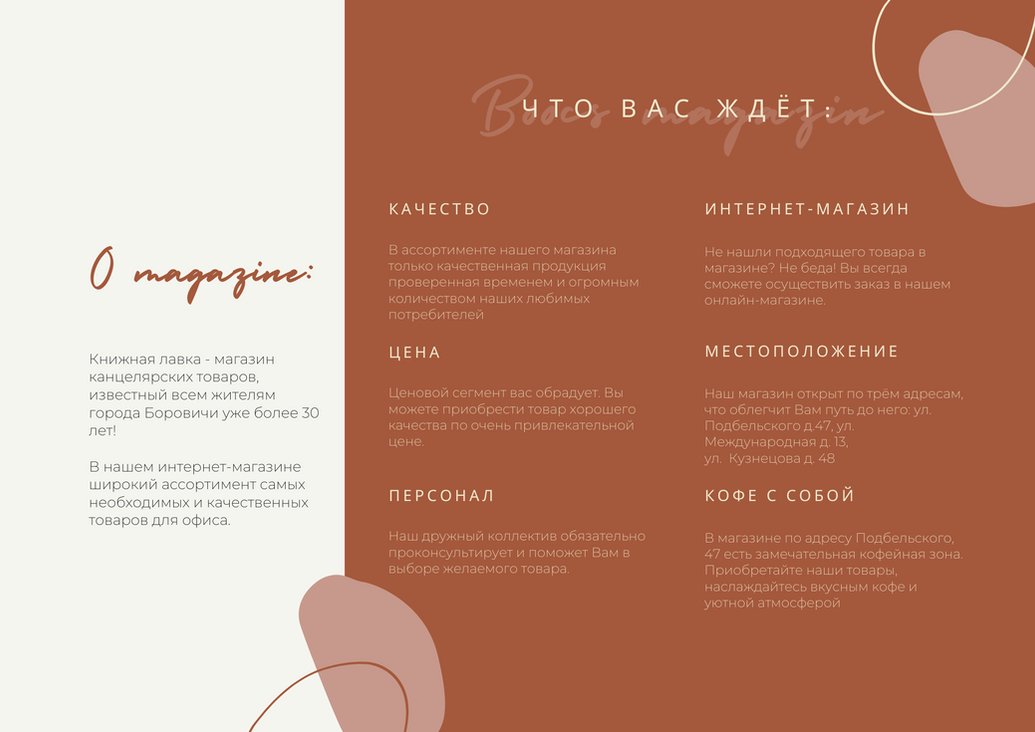 О magazine:
Книжная лавка - магазин
канцелярских товаров,
известный всем жителям
города Боровичи уже более 30
лет!
В нашем интернет-магазине
широкий ассортимент самых
необходимых и качественных
товаров для офиса.
Boocs magazin
ЧТО ВАС ЖДЁТ:
КАЧЕСТВО
В ассортименте нашего магазина
только качественная продукция
проверенная временем и огромным
количеством наших любимых
потребителей
ЦЕНА
Ценовой сегмент вас обрадует. Вы
можете приобрести товар хорошего
качества по очень привлекательной
цене.
ПЕРСОНАЛ
Наш дружный коллектив обязательно
проконсультирует и поможет Вам в
выборе желаемого товара.
ИНТЕРНЕТ-МАГАЗИН
Не нашли подходящего товара в
магазине? Не беда! Вы всегда
сможете осуществить заказ в нашем
онлайн-магазине.
МЕСТОПОЛОЖЕНИЕ
Наш магазин открыт по трём адресам,
что облегчит Вам путь до него: ул.
Подбельского д.47, ул.
Международная д. 13,
ул. Кузнецова д. 48
КОФЕ С СОБОЙ
В магазине по адресу Подбельского,
47 есть замечательная кофейная зона.
Приобретайте наши товары,
наслаждайтесь вкусным кофе и
уютной атмосферой